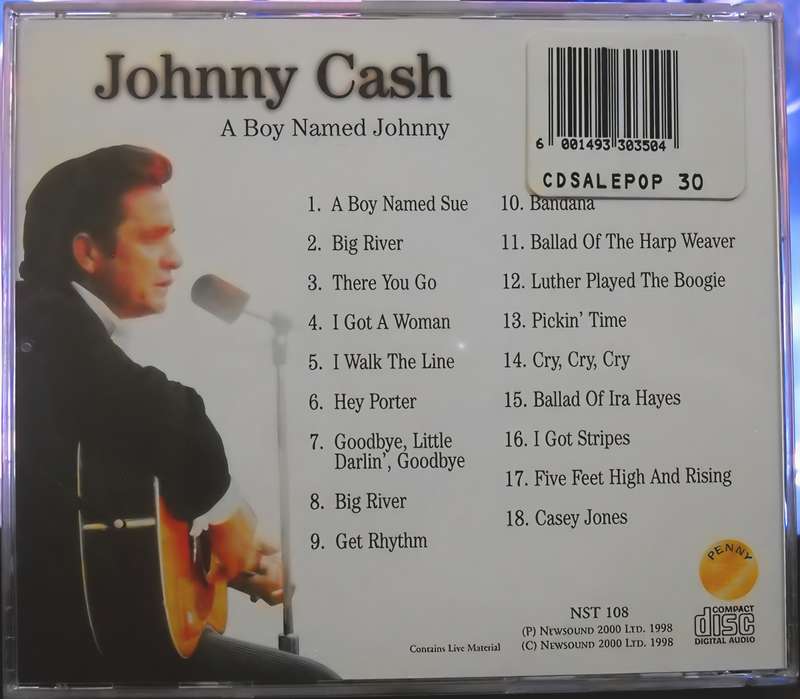 Johnny Cash
A Boy Named Johnny
6 001493 303504
CDSALEPOP 30
1. A Boy Named Sue
2. Big River
3. There You Go
4. I Got A Woman
5. I Walk The Line
6. Hey Porter
7. Goodbye, Little
Darlin', Goodbye
8. Big River
9. Get Rhythm
10. Bandana
11. Ballad Of The Harp Weaver
12. Luther Played The Boogie
13. Pickin' Time
14. Cry, Cry, Cry
15. Ballad Of Ira Hayes
16. I Got Stripes
17. Five Feet High And Rising
18. Casey Jones
PENNY
NST 108
(P) Newsound 2000 Ltd. 1998
(C) Newsound 2000 Ltd. 1998
Contains Live Material
COMPACT
disc
DIGITAL AUDIO